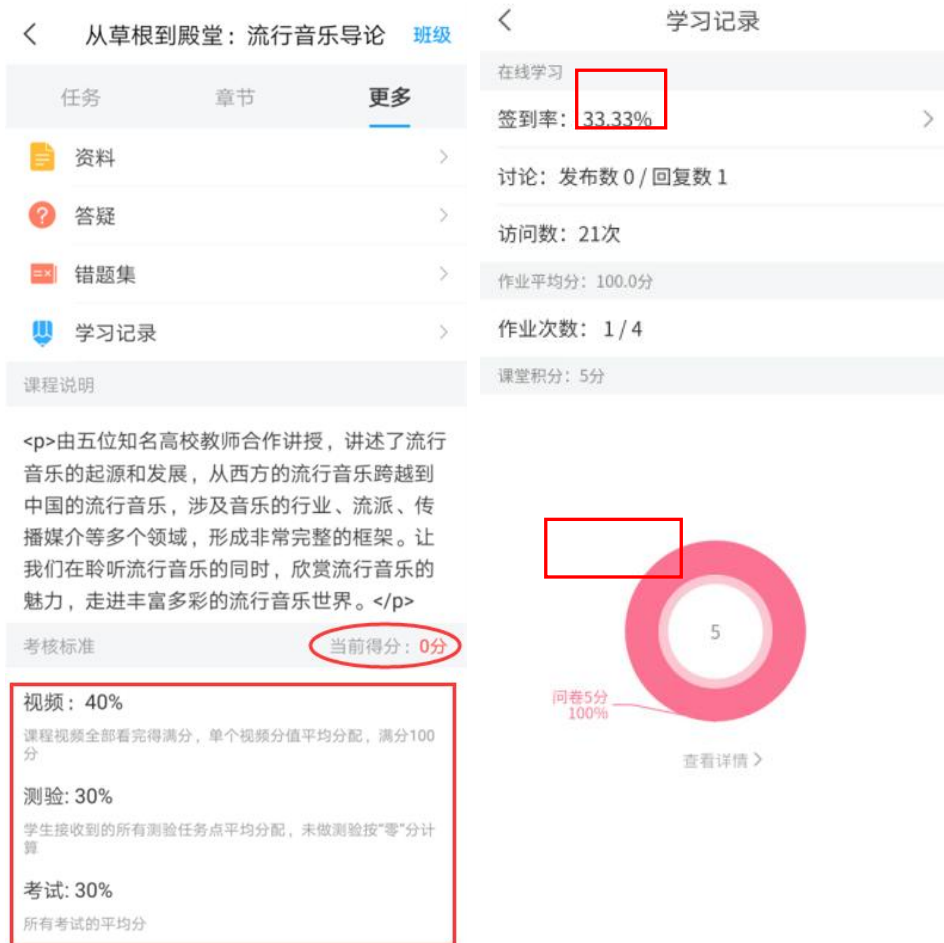 从草根到殿堂：流行音乐导论
班级
任务
章节
更多
资料
答疑
错题集
学习记录
课程说明
<p>由五位知名高校教师合作讲授，讲述了流行
音乐的起源和发展，从西方的流行音乐跨越到
中国的流行音乐，涉及音乐的行业、流派、传
播媒介等多个领域，形成非常完整的框架。让
我们在聆听流行音乐的同时，欣赏流行音乐的
魅力，走进丰富多彩的流行音乐世界。</p>
考核标准
当前得分：0分
视频：40%
课程视频全部看完得满分，单个视频分值平均分配，满分100
分
测验: 30%
学生接收到的所有测验任务点平均分配，未做测验按"零"分计
算
考试: 30%
所有考试的平均分
学习记录
在线学习
签到率：33.33%
讨论：发布数 0 / 回复数 1
访问数：21次
作业平均分：100.0分
作业次数：1 / 4
课堂积分：5分
5
问卷5分
100%
查看详情